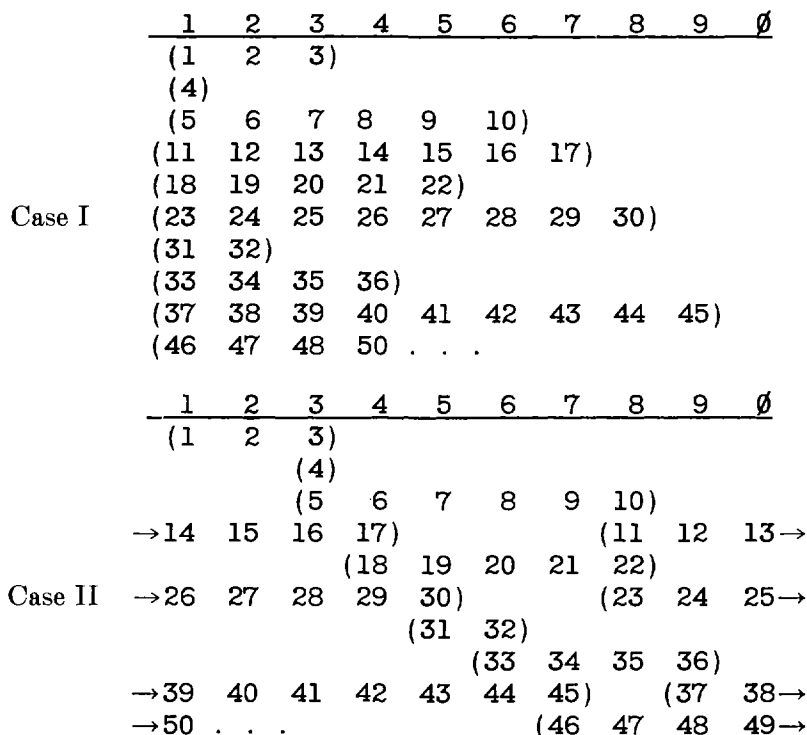 1 2 3 4 5 6 7 8 9 Ø
(1 2 3)
(4)
(5 6 7 8 9 10)
(11 12 13 14 15 16 17)
(18 19 20 21 22)
Case I (23 24 25 26 27 28 29 30)
(31 32)
(33 34 35 36)
(37 38 39 40 41 42 43 44 45)
(46 47 48 50 . . .
1 2 3 4 5 6 7 8 9 Ø
(1 2 3)
(4)
(5 6 7 8 9 10)
→14 15 16 17) (11 12 13→
(18 19 20 21 22)
Case II →26 27 28 29 30) (23 24 25→
(31 32)
(33 34 35 36)
→39 40 41 42 43 44 45) (37 38→
→50 . . . (46 47 48 49→